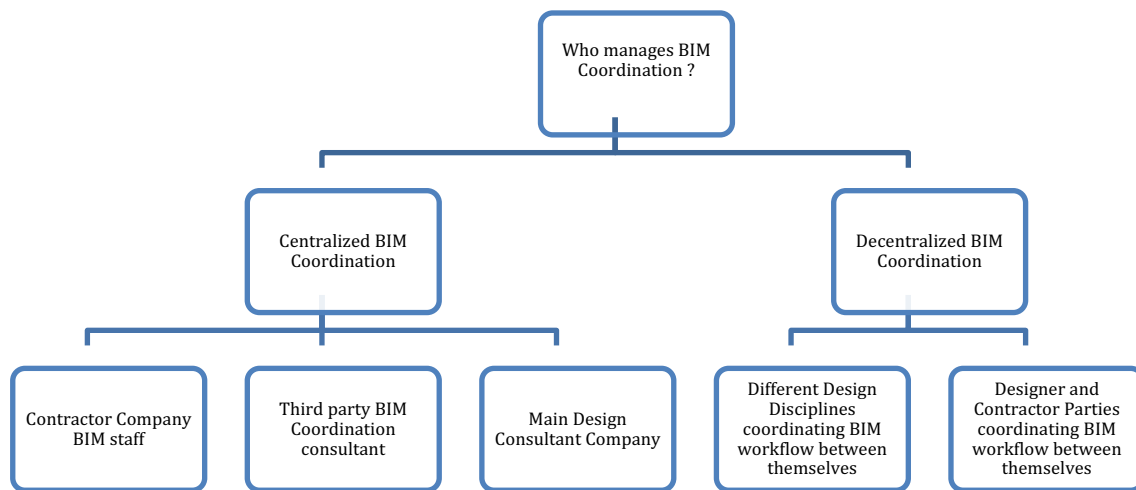 Who manages BIM
Coordination ?
Centralized BIM
Coordination
Decentralized BIM
Coordination
Contractor Company
BIM staff
Third party BIM
Coordination
consultant
Main Design
Consultant Company
Different Design
Disciplines
coordinating BIM
workflow between
themselves
Designer and
Contractor Parties
coordinating BIM
workflow between
themselves